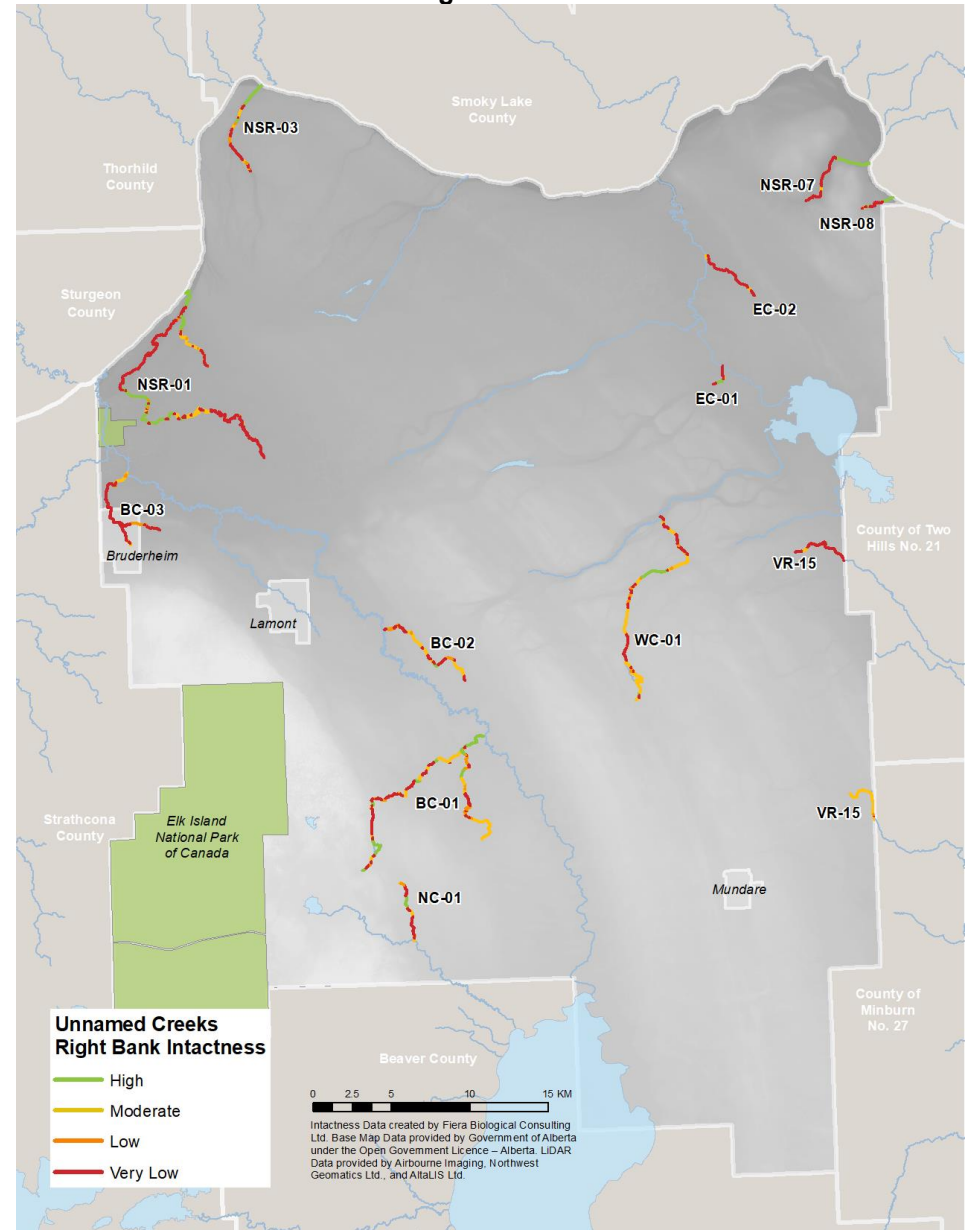 Smoky Lake
County
NSR-03
Thorhild
County
NSR-07
NSR-08
Sturgeon
County
EC-02
NSR-01
EC-01
BC-03
Bruderheim
County of Two
Hills No. 21
VR-15
Lamont
BC-02
WC-01
BC-01
Strathcona
County
Elk Island
National Park
of Canada
VR-15
Mundare
NC-01
County of
Minburn
No. 27
Beaver County
Unnamed Creeks
Right Bank Intactness
High
Moderate
Low
Very Low
0 2.5 5 10 15 KM
Intactness Data created by Fiera Biological Consulting
Ltd. Base Map Data provided by Government of Alberta
under the Open Government Licence – Alberta. LiDAR
Data provided by Airbourne Imaging, Northwest
Geomatics Ltd., and AltaLIS Ltd.